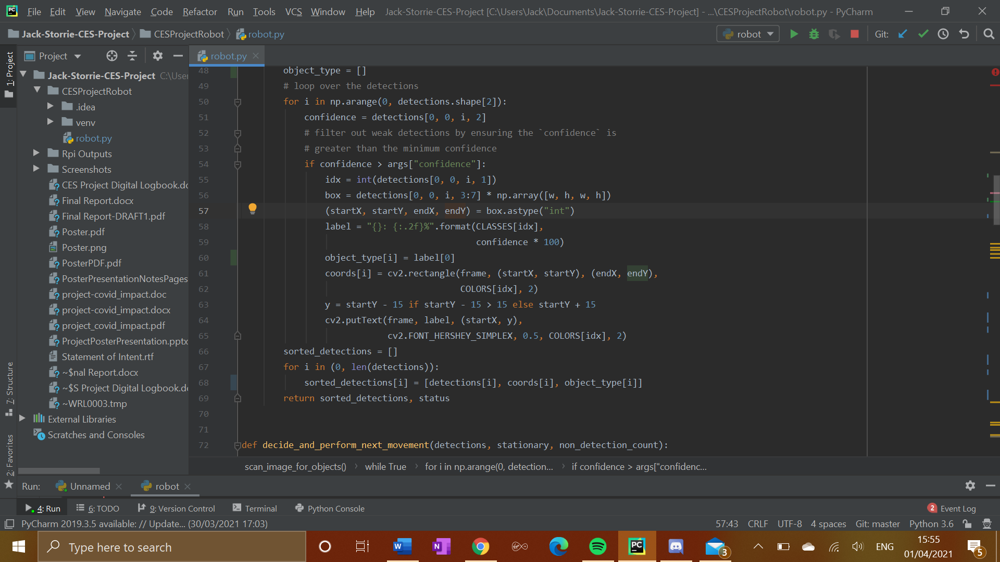 File Edit View Navigate Code Refactor Run Tools VCS Window Help Jack-Storrie-CES-Project [C:\Users\Jack\Documents\Jack-Storrie-CES-Project] - ...\CESProjectRobot\robot.py - PyCharm
Jack-Storrie-CES-Project CESProjectRobot robot.py robot Git:
1: Project
7: Structure
2: Favorites
Project
Jack-Storrie-CES-Project C:\User
CESProjectRobot
.idea
venv
robot.py
Rpi Outputs
Screenshots
CES Project Digital Logbook.do
Final Report.docx
Final Report-DRAFT1.pdf
Poster.pdf
Poster.png
PosterPDF.pdf
PosterPresentationNotesPages
project-covid_impact.doc
project-covid_impact.docx
project_covid_impact.pdf
ProjectPosterPresentation.pptx
Statement of Intent.rtf
~$nal Report.docx
~$S Project Digital Logbook.do
~WRL0003.tmp
External Libraries
Scratches and Consoles
robot.py
48 object_type = []
49 # loop over the detections
50 for i in np.arange(0, detections.shape[2]):
51 confidence = detections[0, 0, i, 2]
52 # filter out weak detections by ensuring the `confidence` is
53 # greater than the minimum confidence
54 if confidence > args["confidence"]:
55 idx = int(detections[0, 0, i, 1])
56 box = detections[0, 0, i, 3:7] * np.array([w, h, w, h])
57 (startX, startY, endX, endY) = box.astype("int")
58 label = "{}: {:.2f}%".format(CLASSES[idx],
59 confidence * 100)
60 object_type[i] = label[0]
61 coords[i] = cv2.rectangle(frame, (startX, startY), (endX, endY),
62 COLORS[idx], 2)
63 y = startY - 15 if startY - 15 > 15 else startY + 15
64 cv2.putText(frame, label, (startX, y),
65 cv2.FONT_HERSHEY_SIMPLEX, 0.5, COLORS[idx], 2)
66 sorted_detections = []
67 for i in (0, len(detections)):
68 sorted_detections[i] = [detections[i], coords[i], object_type[i]]
69 return sorted_detections, status
70
71
72 def decide_and_perform_next_movement(detections, stationary, non_detection_count):
scan_image_for_objects() while True for i in np.arange(0, detection... if confidence > args["confidenc...
Run: Unnamed robot
4: Run 6: TODO 9: Version Control Terminal Python Console 2 Event Log
PyCharm 2019.3.5 available: // Update... (30/03/2021 17:03) 57:43 CRLF UTF-8 4 spaces Git: master Python 3.6
Type here to search W N PC 3 ENG 15:55
01/04/2021 5